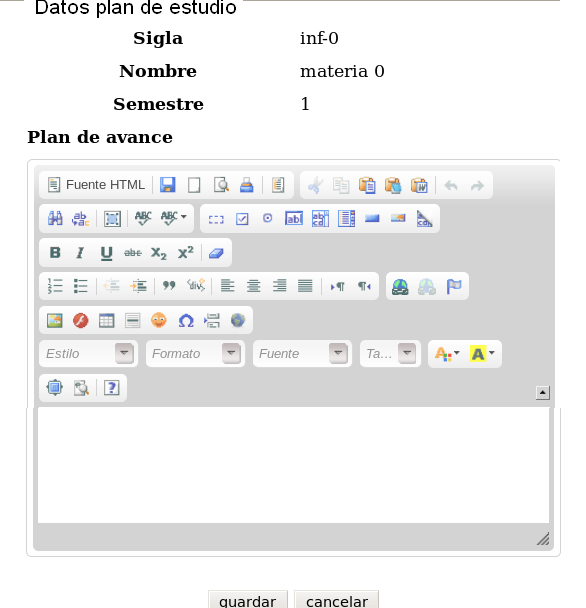 Datos plan de estudio
Sigla inf-0
Nombre materia 0
Semestre 1
Plan de avance
Fuente HTML
B I U abc X₂ X²
Estilo Formato Fuente Ta...
guardar cancelar